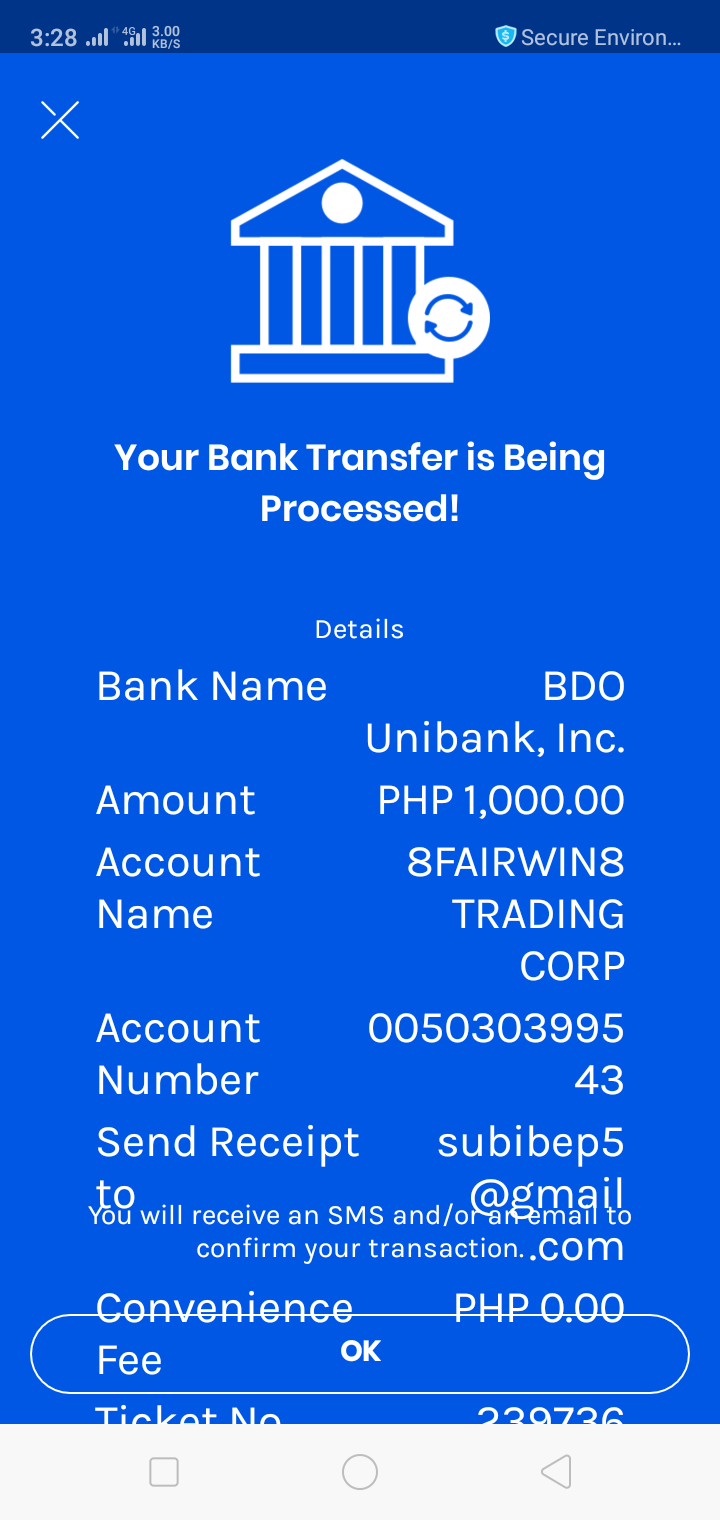 3:28 4G 3.00 KB/S Secure Environ...
Your Bank Transfer is Being
Processed!
Details
Bank Name BDO
Unibank, Inc.
Amount PHP 1,000.00
Account 8FAIRWIN8
Name TRADING
CORP
Account 0050303995
Number 43
Send Receipt subibep5
to @gmail
You will receive an SMS and/or an email to
confirm your transaction. .com
Convenience PHP 0.00
Fee OK
Ticket No 239736